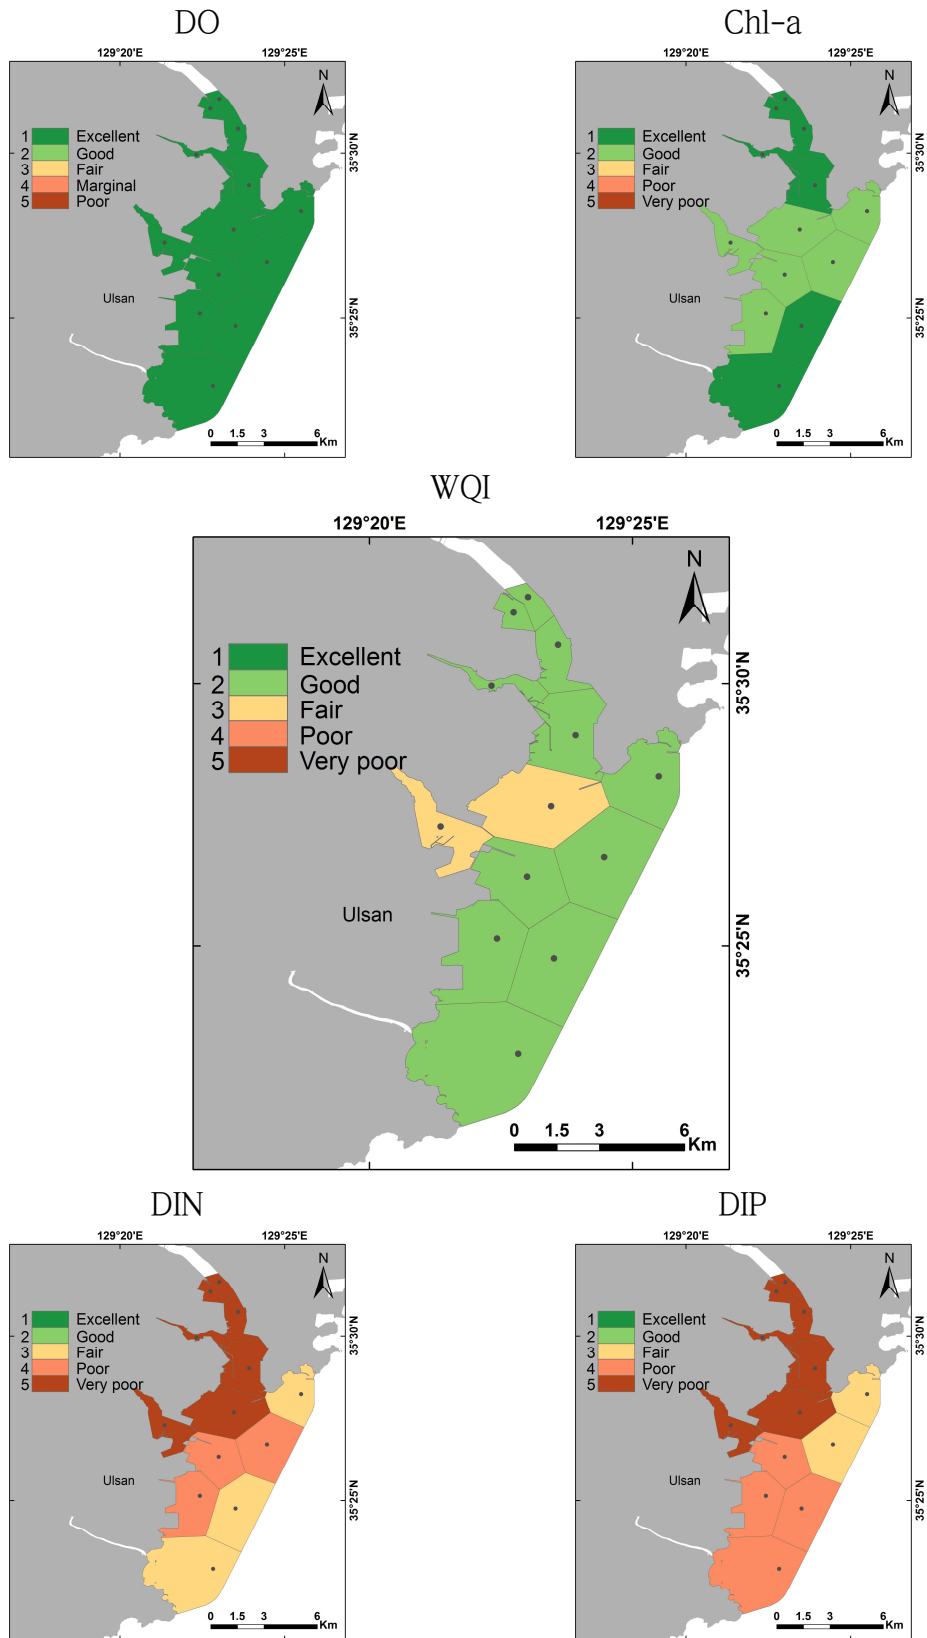 DO
129°20'E 129°25'E
N
1 Excellent
2 Good
3 Fair
4 Marginal
5 Poor
35°30'N
Ulsan
35°25'N
0 1.5 3 6
Km
Chl-a
129°20'E 129°25'E
N
1 Excellent
2 Good
3 Fair
4 Poor
5 Very poor
35°30'N
Ulsan
35°25'N
0 1.5 3 6
Km
WQI
129°20'E 129°25'E
N
1 Excellent
2 Good
3 Fair
4 Poor
5 Very poor
35°30'N
Ulsan
35°25'N
0 1.5 3 6
Km
DIN
129°20'E 129°25'E
N
1 Excellent
2 Good
3 Fair
4 Poor
5 Very poor
35°30'N
Ulsan
35°25'N
0 1.5 3 6
Km
DIP
129°20'E 129°25'E
N
1 Excellent
2 Good
3 Fair
4 Poor
5 Very poor
35°30'N
Ulsan
35°25'N
0 1.5 3 6
Km